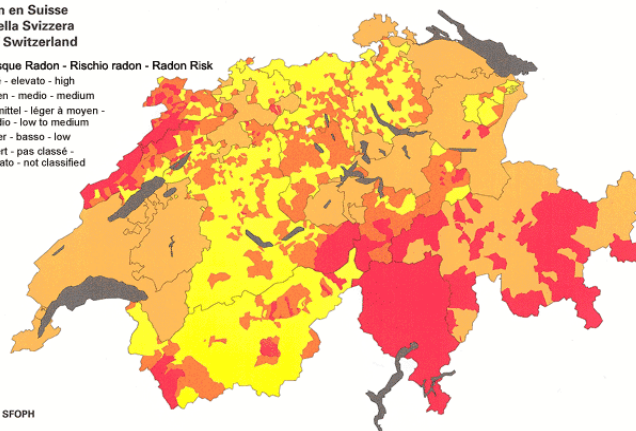 n en Suisse
ella Svizzera
Switzerland
sque Radon - Rischio radon - Radon Risk
- elevato - high
en - medio - medium
mittel - léger à moyen -
dio - low to medium
er - basso - low
ert - pas classé -
ato - not classified
SFOPH